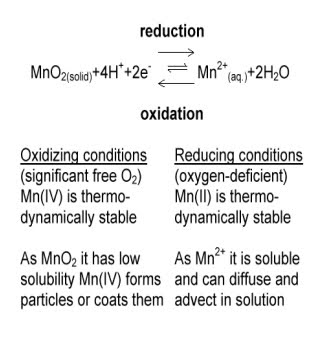 reduction
MnO₂(solid)+4H⁺+2e⁻ ⇌ Mn²⁺(aq.)+2H₂O
oxidation
Oxidizing conditions
(significant free O₂)
Mn(IV) is thermo-
dynamically stable
As MnO₂ it has low
solubility Mn(IV) forms
particles or coats them
Reducing conditions
(oxygen-deficient)
Mn(II) is thermo-
dynamically stable
As Mn²⁺ it is soluble
and can diffuse and
advect in solution